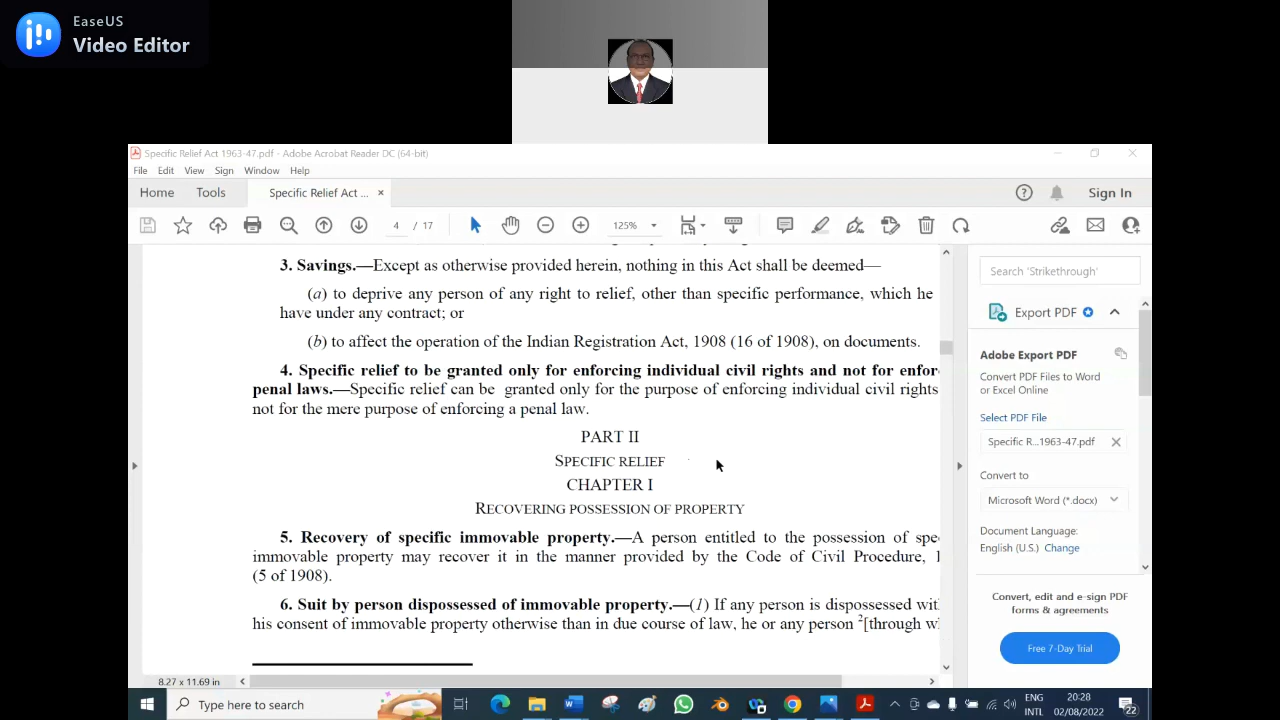 EaseUS
Video Editor
Specific Relief Act 1963-47.pdf - Adobe Acrobat Reader DC (64-bit)
File Edit View Sign Window Help
Home Tools Specific Relief Act ... × Sign In
4 / 17 125%
3. Savings.—Except as otherwise provided herein, nothing in this Act shall be deemed—
(a) to deprive any person of any right to relief, other than specific performance, which he
have under any contract; or
(b) to affect the operation of the Indian Registration Act, 1908 (16 of 1908), on documents.
4. Specific relief to be granted only for enforcing individual civil rights and not for enfor
penal laws.—Specific relief can be granted only for the purpose of enforcing individual civil rights
not for the mere purpose of enforcing a penal law.
PART II
SPECIFIC RELIEF
CHAPTER I
RECOVERING POSSESSION OF PROPERTY
5. Recovery of specific immovable property.—A person entitled to the possession of spe
immovable property may recover it in the manner provided by the Code of Civil Procedure, 1
(5 of 1908).
6. Suit by person dispossessed of immovable property.—(1) If any person is dispossessed wit
his consent of immovable property otherwise than in due course of law, he or any person 2[through w
8.27 x 11.69 in
Search 'Strikethrough'
Export PDF
Adobe Export PDF
Convert PDF Files to Word
or Excel Online
Select PDF File
Specific R...1963-47.pdf ×
Convert to
Microsoft Word (*.docx)
Document Language:
English (U.S.) Change
Convert, edit and e-sign PDF
forms & agreements
Free 7-Day Trial
Type here to search
ENG
INTL
20:28
02/08/2022
22